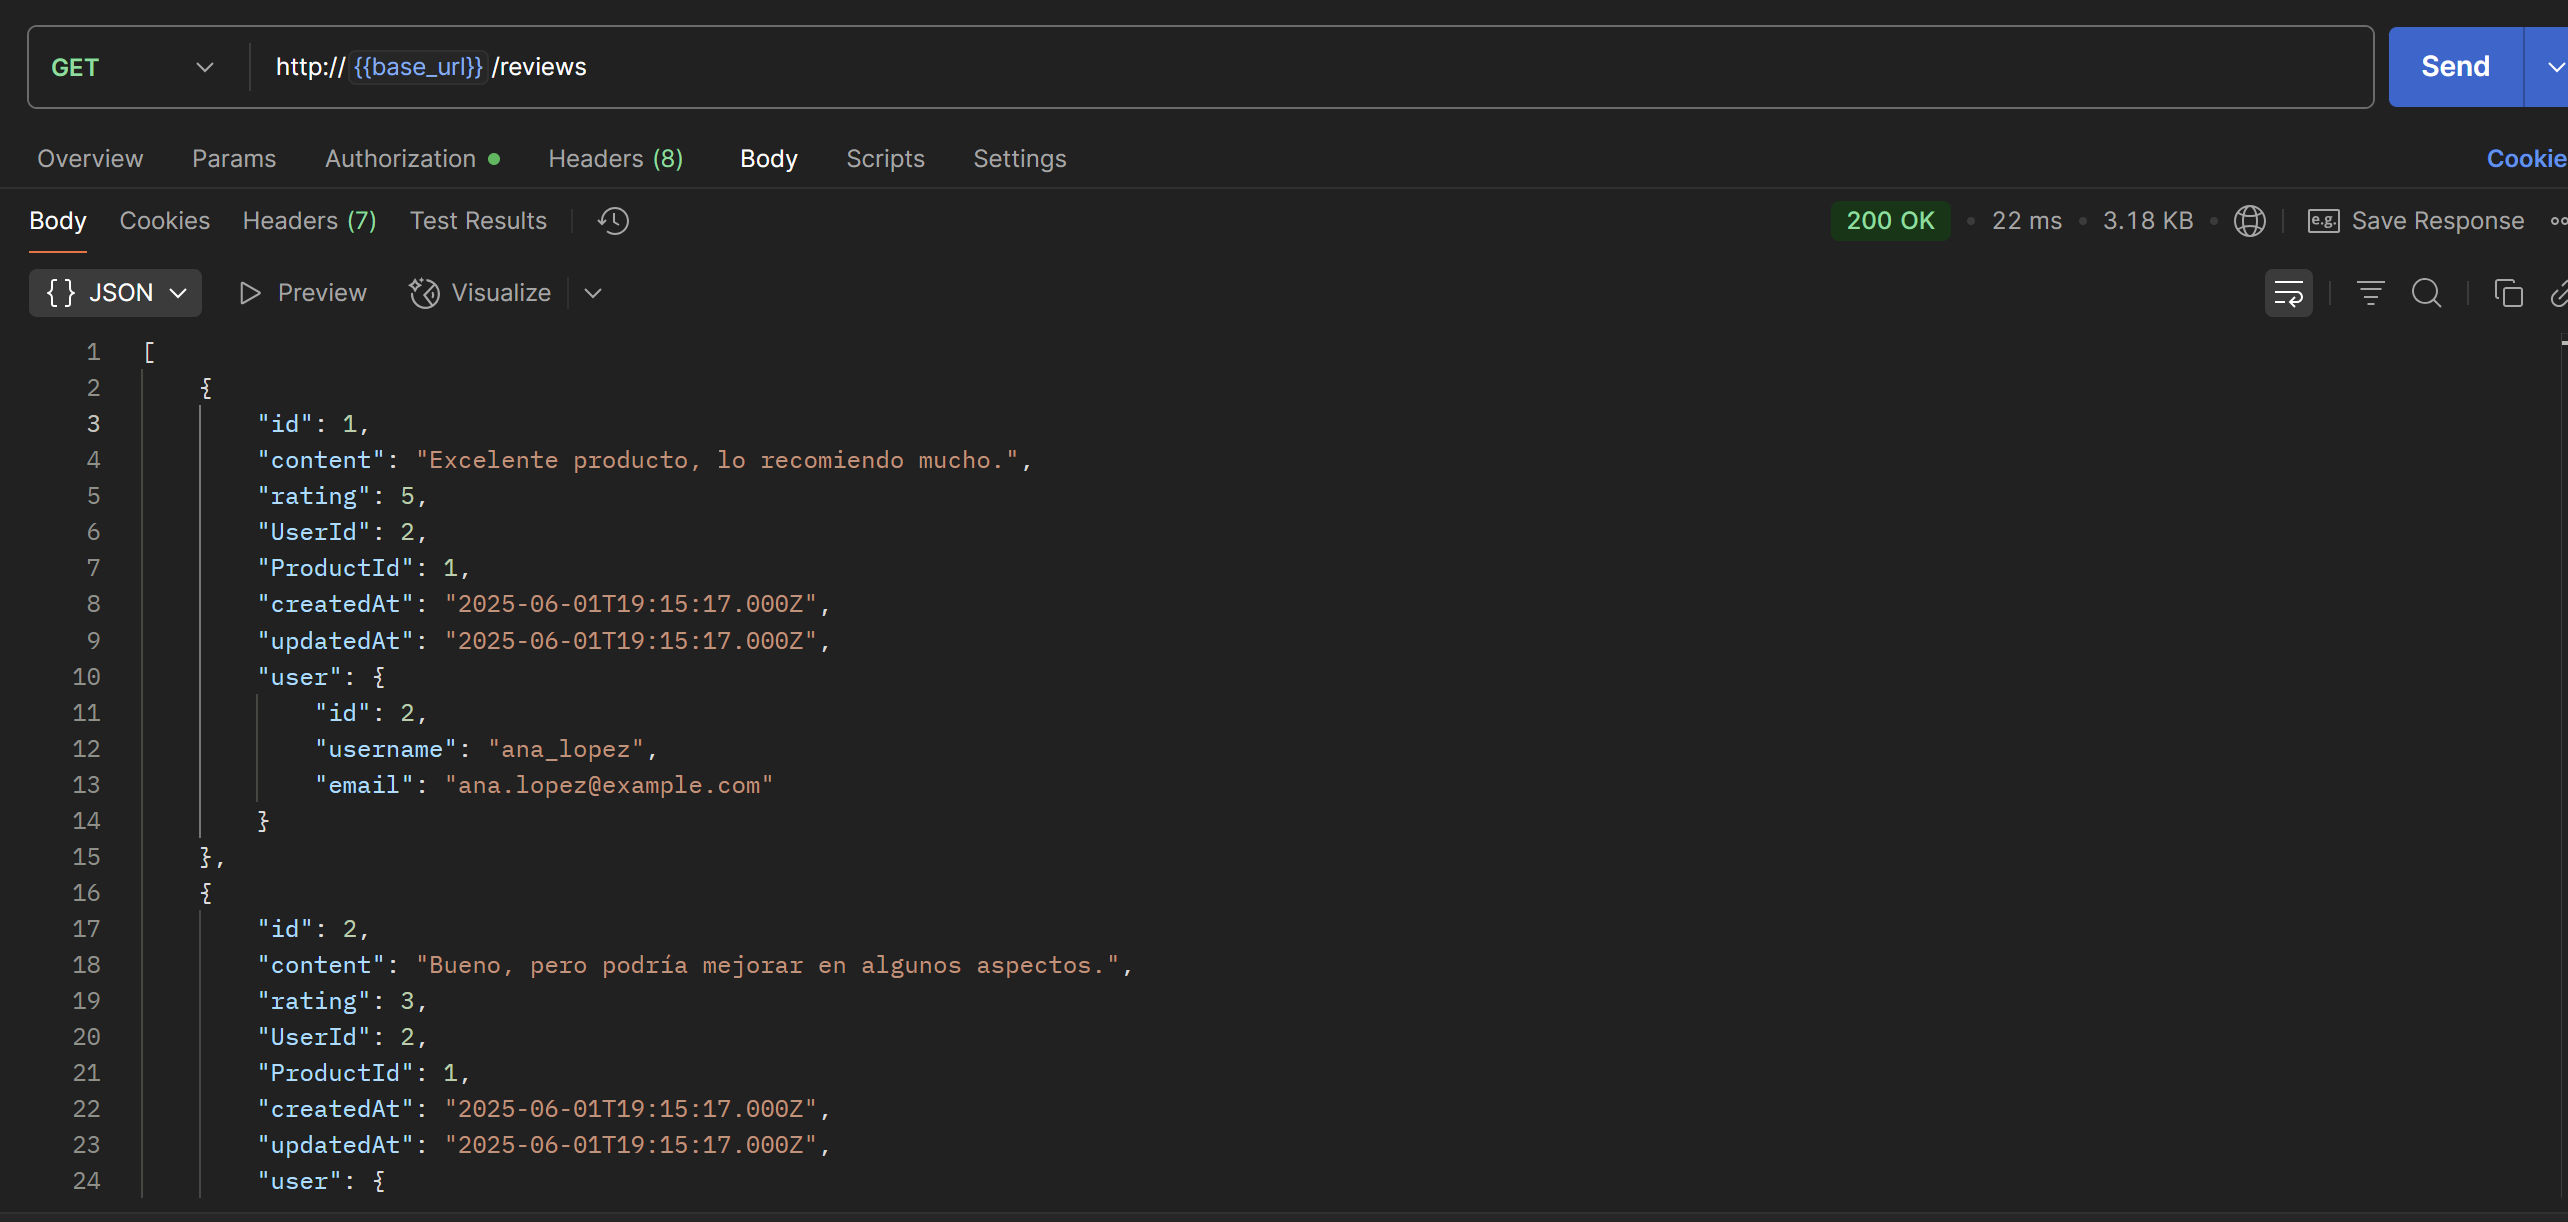 GET http://{{base_url}}/reviews Send
Overview Params Authorization Headers (8) Body Scripts Settings Cookie
Body Cookies Headers (7) Test Results 200 OK 22 ms 3.18 KB e.g. Save Response
{} JSON Preview Visualize
1 [
2 {
3 "id": 1,
4 "content": "Excelente producto, lo recomiendo mucho.",
5 "rating": 5,
6 "UserId": 2,
7 "ProductId": 1,
8 "createdAt": "2025-06-01T19:15:17.000Z",
9 "updatedAt": "2025-06-01T19:15:17.000Z",
10 "user": {
11 "id": 2,
12 "username": "ana_lopez",
13 "email": "ana.lopez@example.com"
14 }
15 },
16 {
17 "id": 2,
18 "content": "Bueno, pero podría mejorar en algunos aspectos.",
19 "rating": 3,
20 "UserId": 2,
21 "ProductId": 1,
22 "createdAt": "2025-06-01T19:15:17.000Z",
23 "updatedAt": "2025-06-01T19:15:17.000Z",
24 "user": {